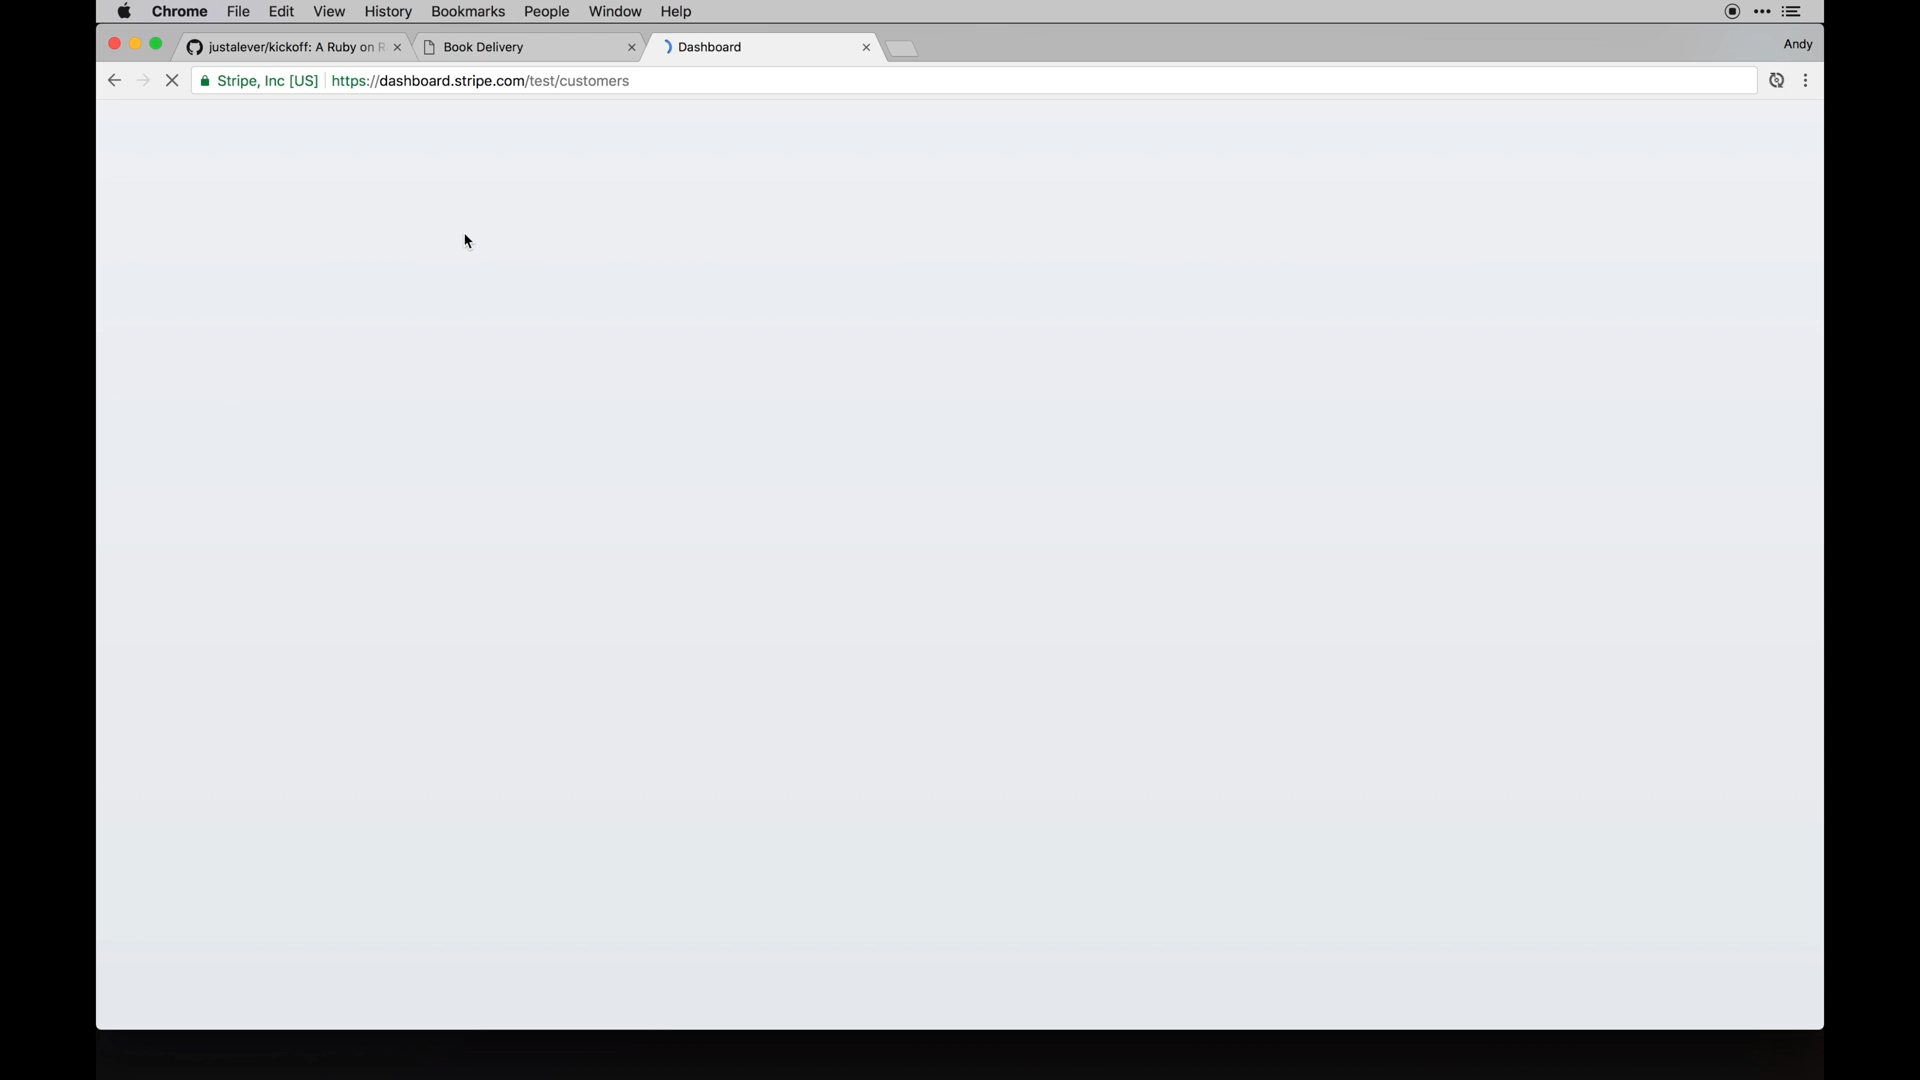 Chrome File Edit View History Bookmarks People Window Help
justalever/kickoff: A Ruby on R
Book Delivery
Dashboard
Andy
Stripe, Inc [US] https://dashboard.stripe.com/test/customers